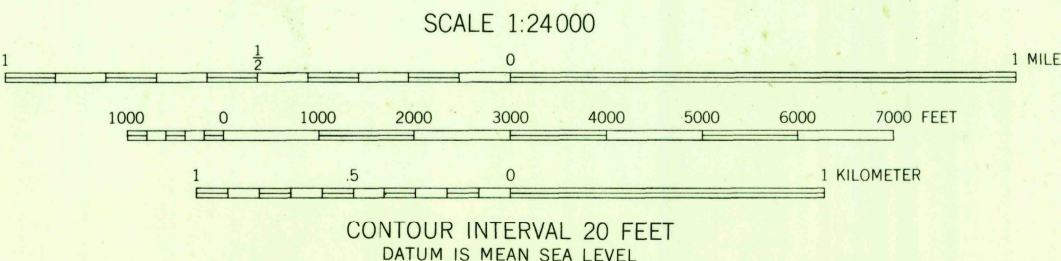 SCALE 1:24000
1 1/2 0 1 MILE
1000 0 1000 2000 3000 4000 5000 6000 7000 FEET
1 .5 0 1 KILOMETER
CONTOUR INTERVAL 20 FEET
DATUM IS MEAN SEA LEVEL